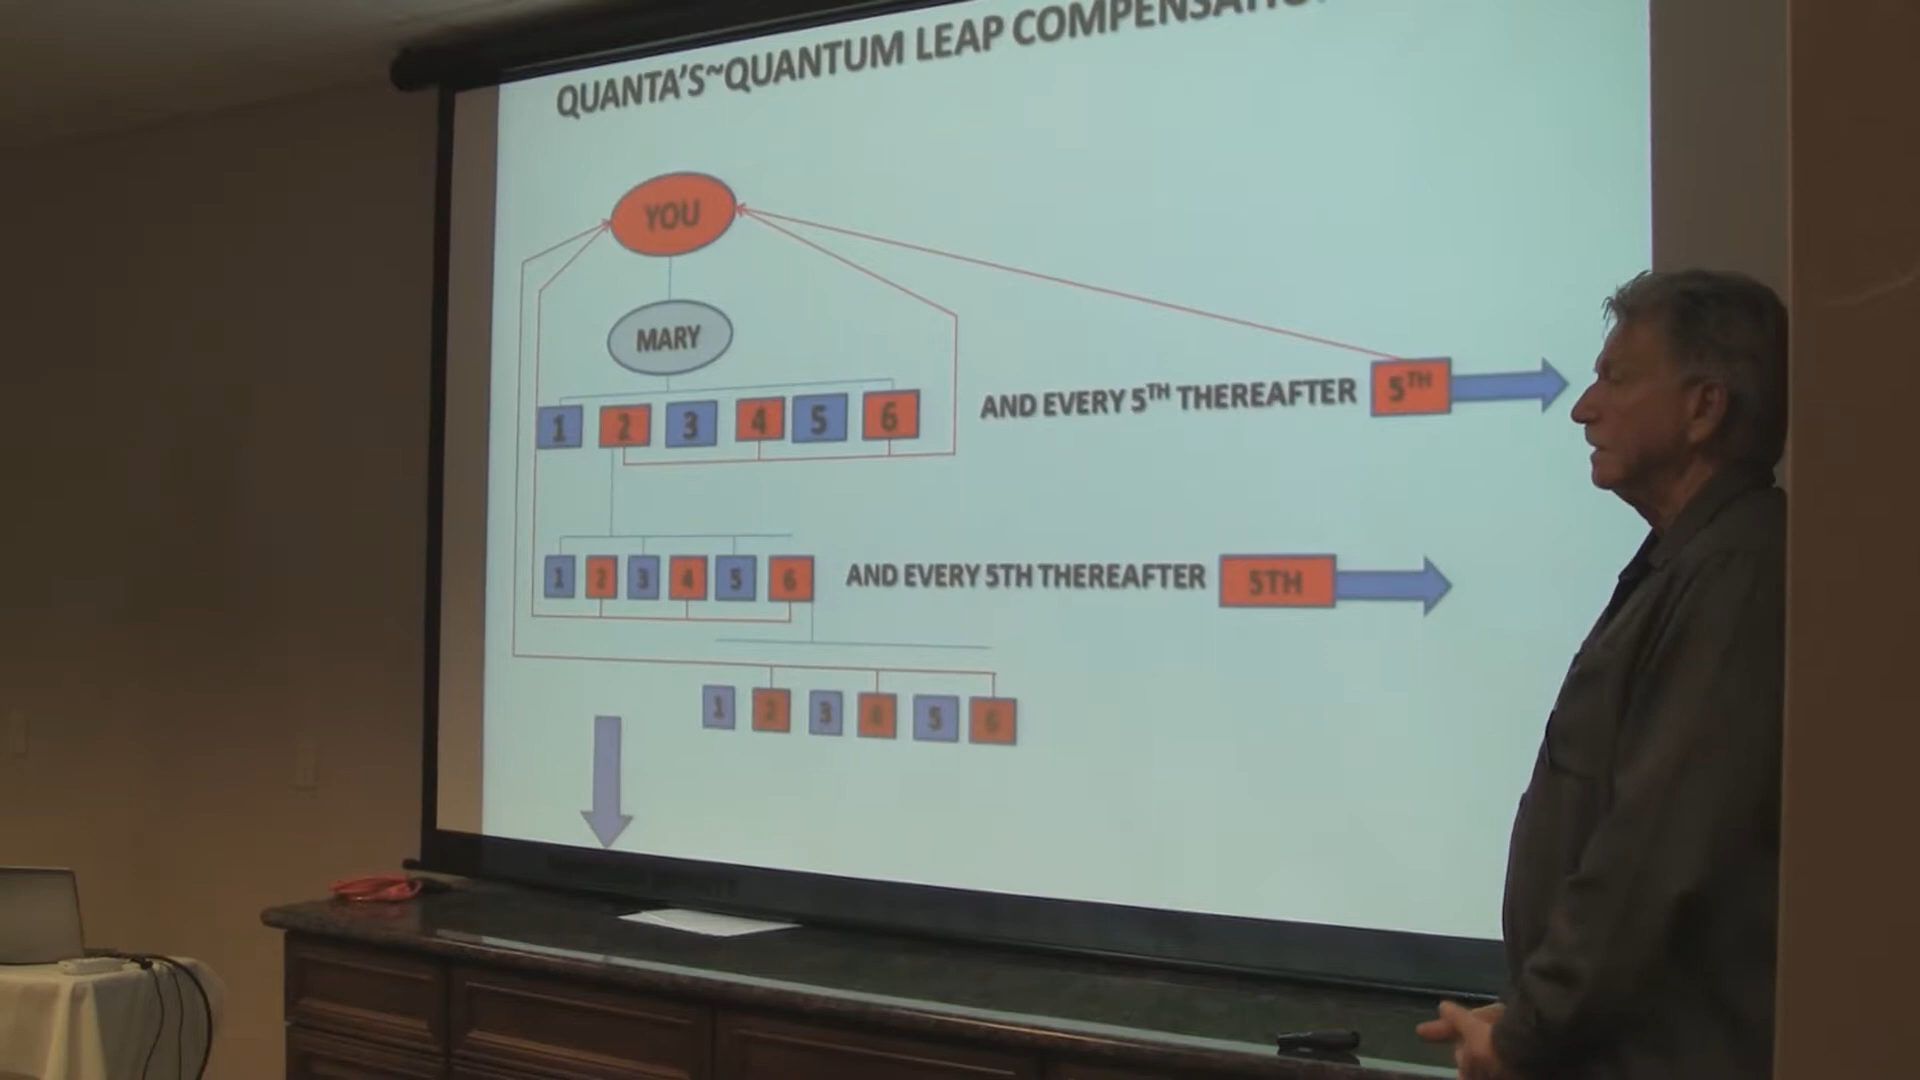 QUANTA'S~QUANTUM LEAP
YOU
MARY
1 2 3 4 5 6
AND EVERY 5TH THEREAFTER 5TH
1 2 3 4 5 6
AND EVERY 5TH THEREAFTER 5TH
1 2 3 4 5 6